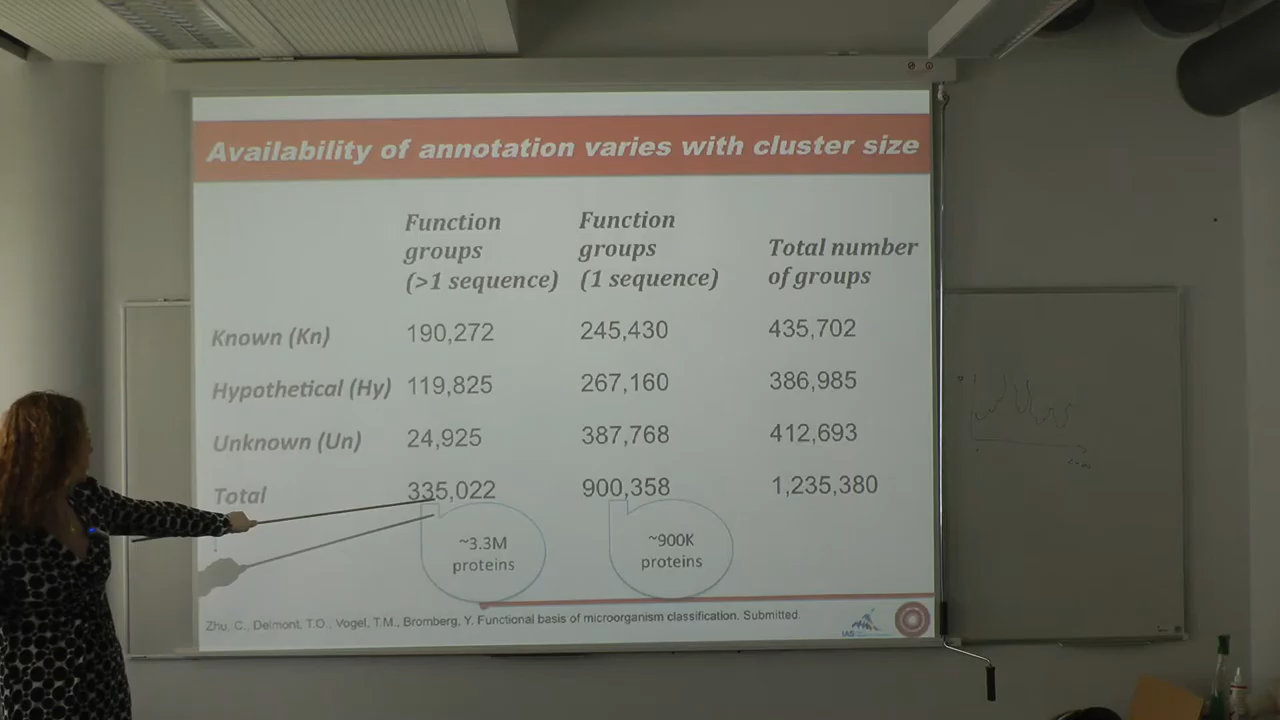 Availability of annotation varies with cluster size
Function groups (>1 sequence) Function groups (1 sequence) Total number of groups
Known (Kn) 190,272 245,430 435,702
Hypothetical (Hy) 119,825 267,160 386,985
Unknown (Un) 24,925 387,768 412,693
Total 335,022 900,358 1,235,380
~3.3M proteins
~900K proteins
Zhu, C., Delmont, T.O., Vogel, T.M., Bromberg, Y. Functional basis of microorganism classification. Submitted.
IAS